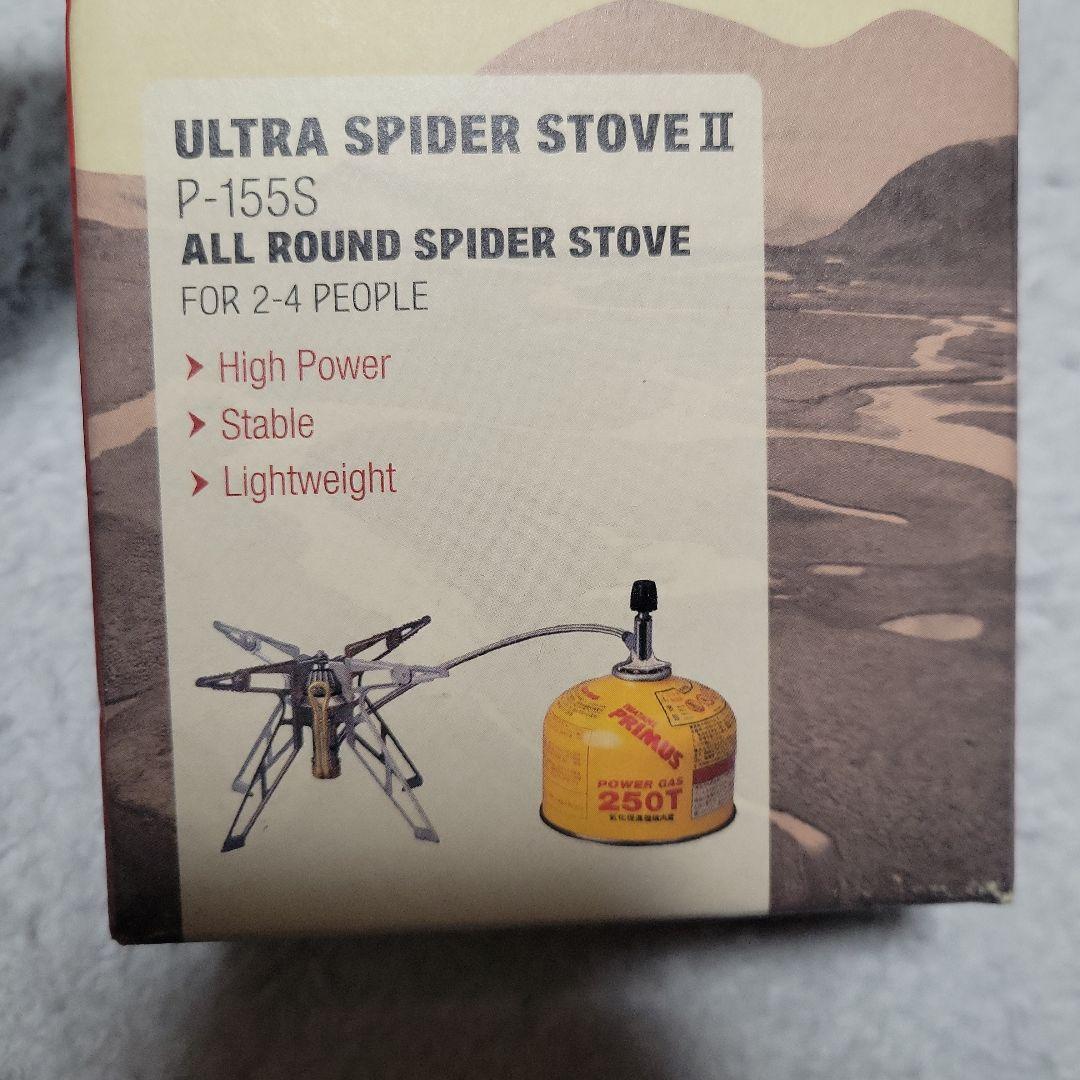 ULTRA SPIDER STOVE II
P-155S
ALL ROUND SPIDER STOVE
FOR 2-4 PEOPLE
High Power
Stable
Lightweight
PRIMUS
POWER GAS
250T